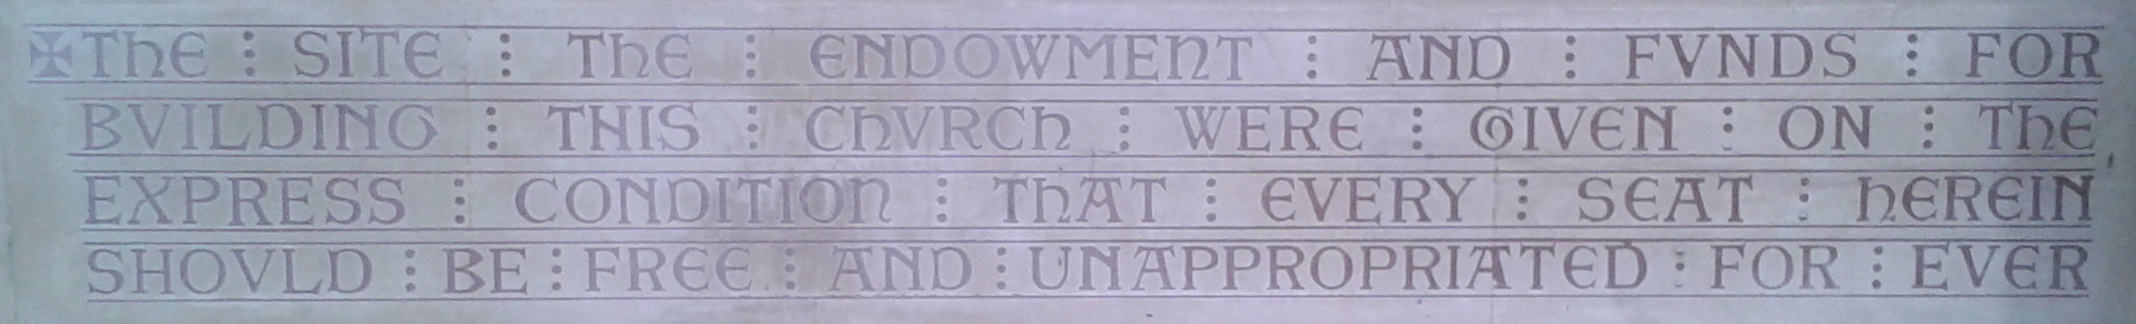 ✠ THE ⋮ SITE ⋮ THE ⋮ ENDOWMENT ⋮ AND ⋮ FVNDS ⋮ FOR
BVILDING ⋮ THIS ⋮ CHVRCH ⋮ WERE ⋮ GIVEN ⋮ ON ⋮ THE
EXPRESS ⋮ CONDITION ⋮ THAT ⋮ EVERY ⋮ SEAT ⋮ HEREIN
SHOVLD ⋮ BE ⋮ FREE ⋮ AND ⋮ UNAPPROPRIATED ⋮ FOR ⋮ EVER